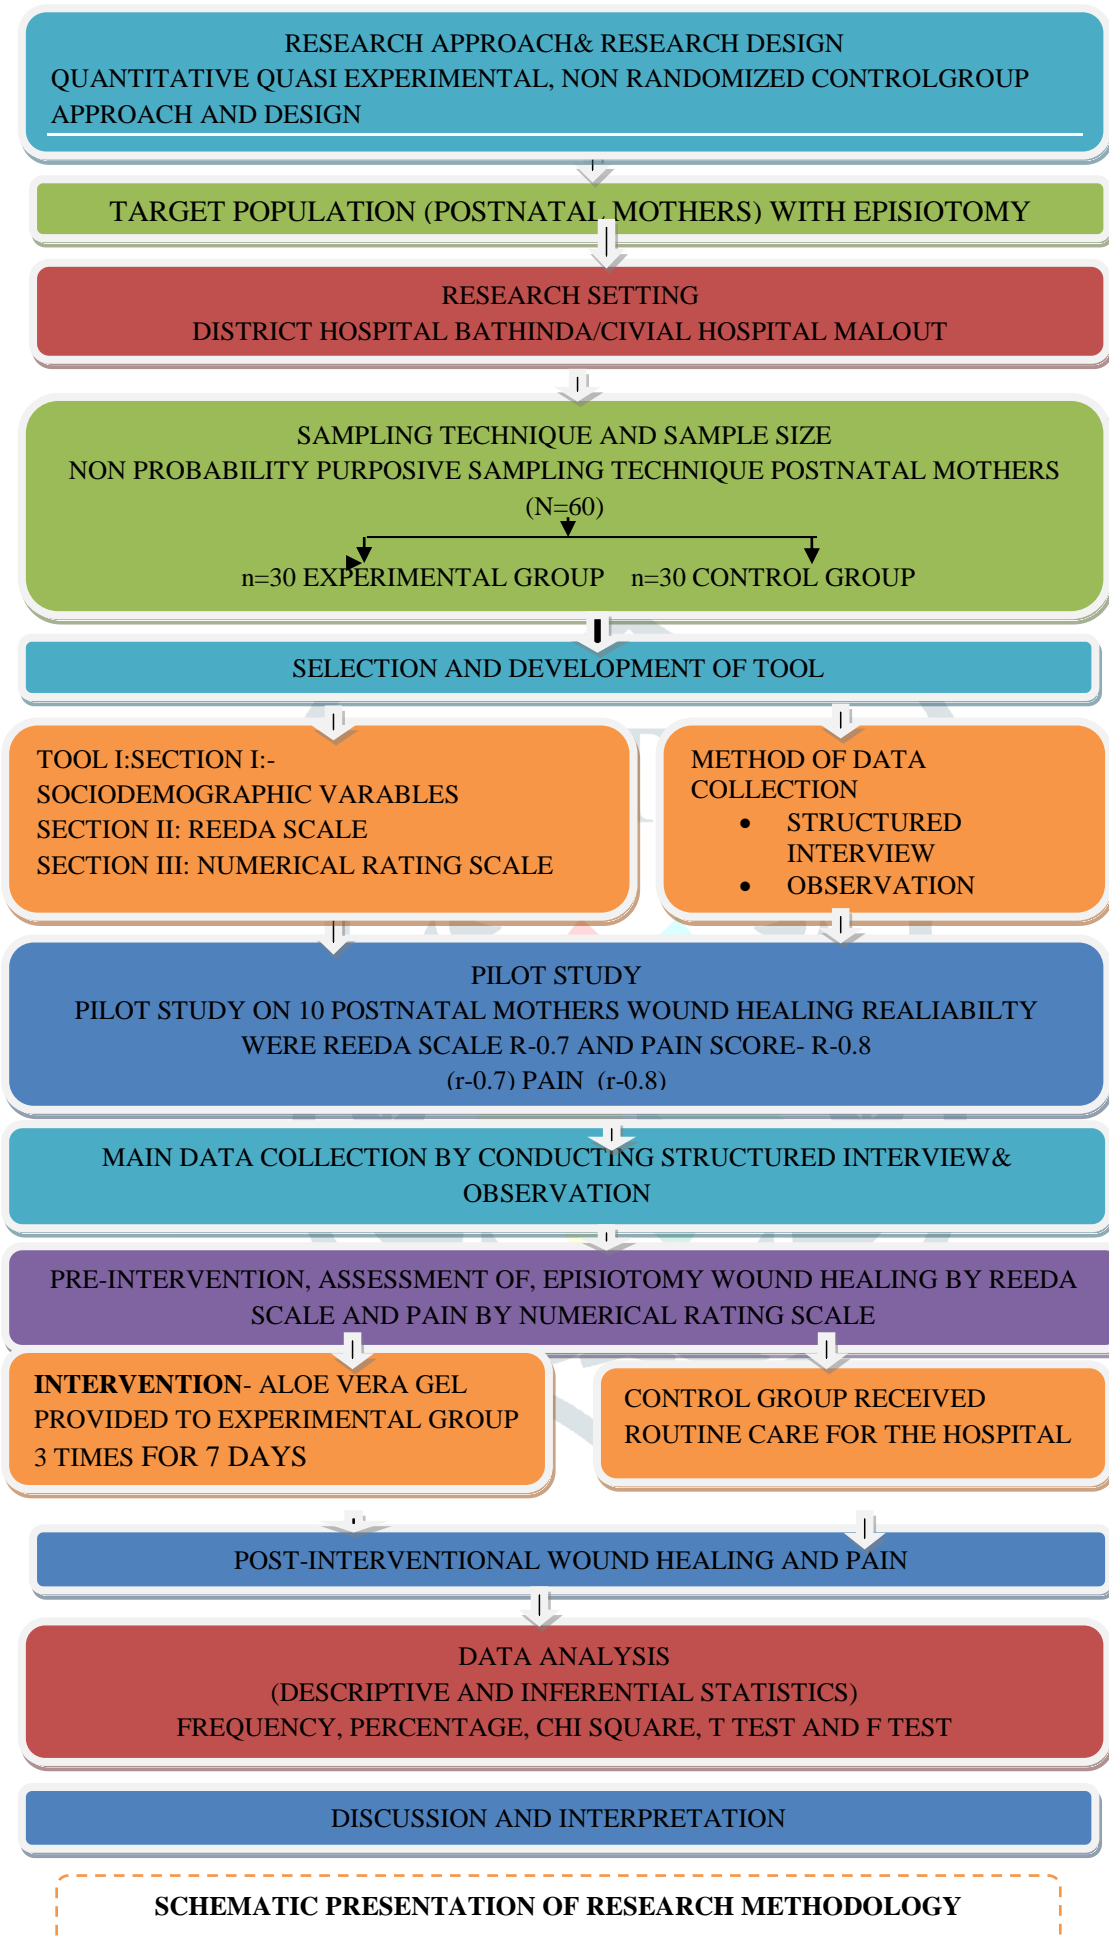 RESEARCH APPROACH& RESEARCH DESIGN
QUANTITATIVE QUASI EXPERIMENTAL, NON RANDOMIZED CONTROLGROUP
APPROACH AND DESIGN
TARGET POPULATION (POSTNATAL MOTHERS) WITH EPISIOTOMY
RESEARCH SETTING
DISTRICT HOSPITAL BATHINDA/CIVIAL HOSPITAL MALOUT
SAMPLING TECHNIQUE AND SAMPLE SIZE
NON PROBABILITY PURPOSIVE SAMPLING TECHNIQUE POSTNATAL MOTHERS
(N=60)
n=30 EXPERIMENTAL GROUP n=30 CONTROL GROUP
SELECTION AND DEVELOPMENT OF TOOL
TOOL I:SECTION I:-
SOCIODEMOGRAPHIC VARABLES
SECTION II: REEDA SCALE
SECTION III: NUMERICAL RATING SCALE
METHOD OF DATA
COLLECTION
• STRUCTURED
INTERVIEW
• OBSERVATION
PILOT STUDY
PILOT STUDY ON 10 POSTNATAL MOTHERS WOUND HEALING REALIABILTY
WERE REEDA SCALE R-0.7 AND PAIN SCORE- R-0.8
(r-0.7) PAIN (r-0.8)
MAIN DATA COLLECTION BY CONDUCTING STRUCTURED INTERVIEW&
OBSERVATION
PRE-INTERVENTION, ASSESSMENT OF, EPISIOTOMY WOUND HEALING BY REEDA
SCALE AND PAIN BY NUMERICAL RATING SCALE
INTERVENTION- ALOE VERA GEL
PROVIDED TO EXPERIMENTAL GROUP
3 TIMES FOR 7 DAYS
CONTROL GROUP RECEIVED
ROUTINE CARE FOR THE HOSPITAL
POST-INTERVENTIONAL WOUND HEALING AND PAIN
DATA ANALYSIS
(DESCRIPTIVE AND INFERENTIAL STATISTICS)
FREQUENCY, PERCENTAGE, CHI SQUARE, T TEST AND F TEST
DISCUSSION AND INTERPRETATION
SCHEMATIC PRESENTATION OF RESEARCH METHODOLOGY